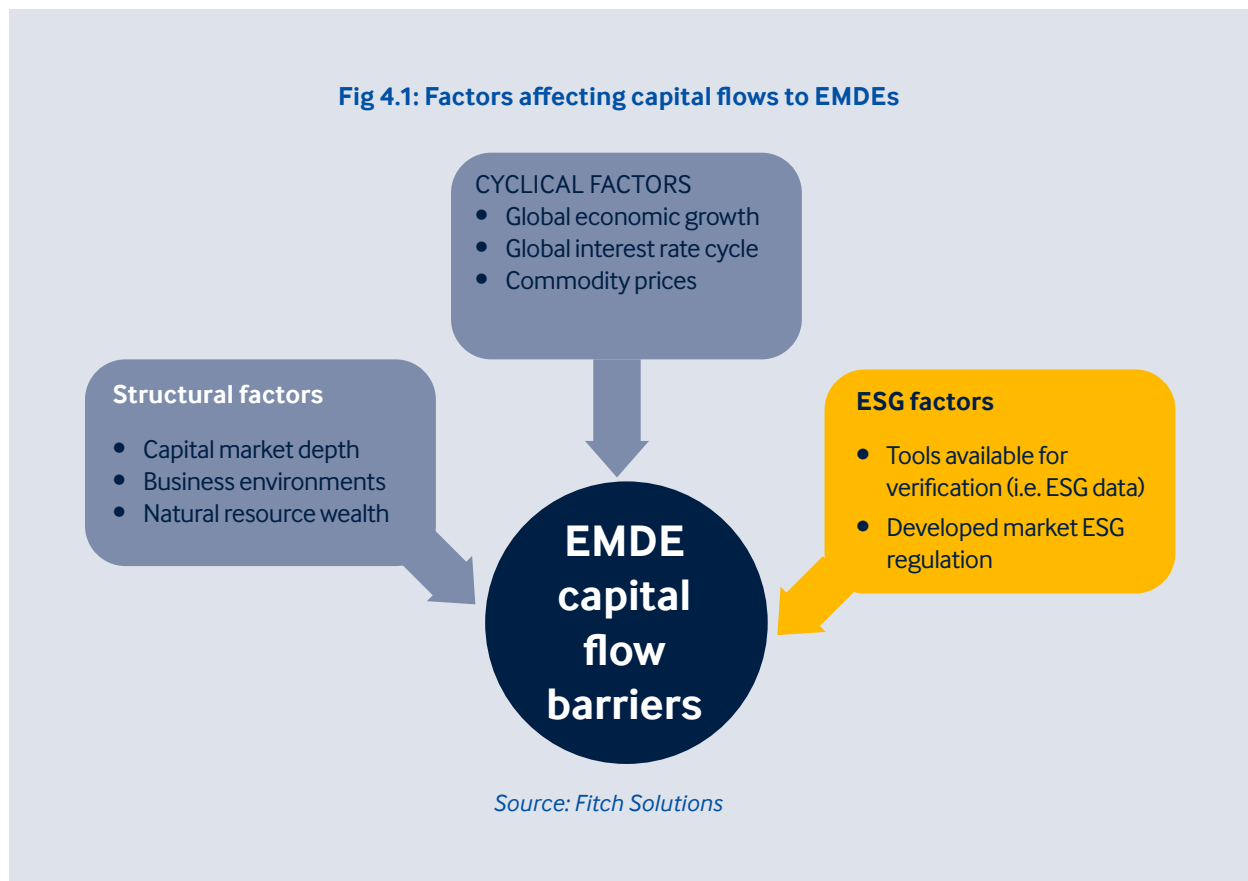 Fig 4.1: Factors affecting capital flows to EMDEs
CYCLICAL FACTORS
• Global economic growth
• Global interest rate cycle
• Commodity prices
Structural factors
• Capital market depth
• Business environments
• Natural resource wealth
ESG factors
• Tools available for
verification (i.e. ESG data)
• Developed market ESG
regulation
EMDE
capital
flow
barriers
Source: Fitch Solutions